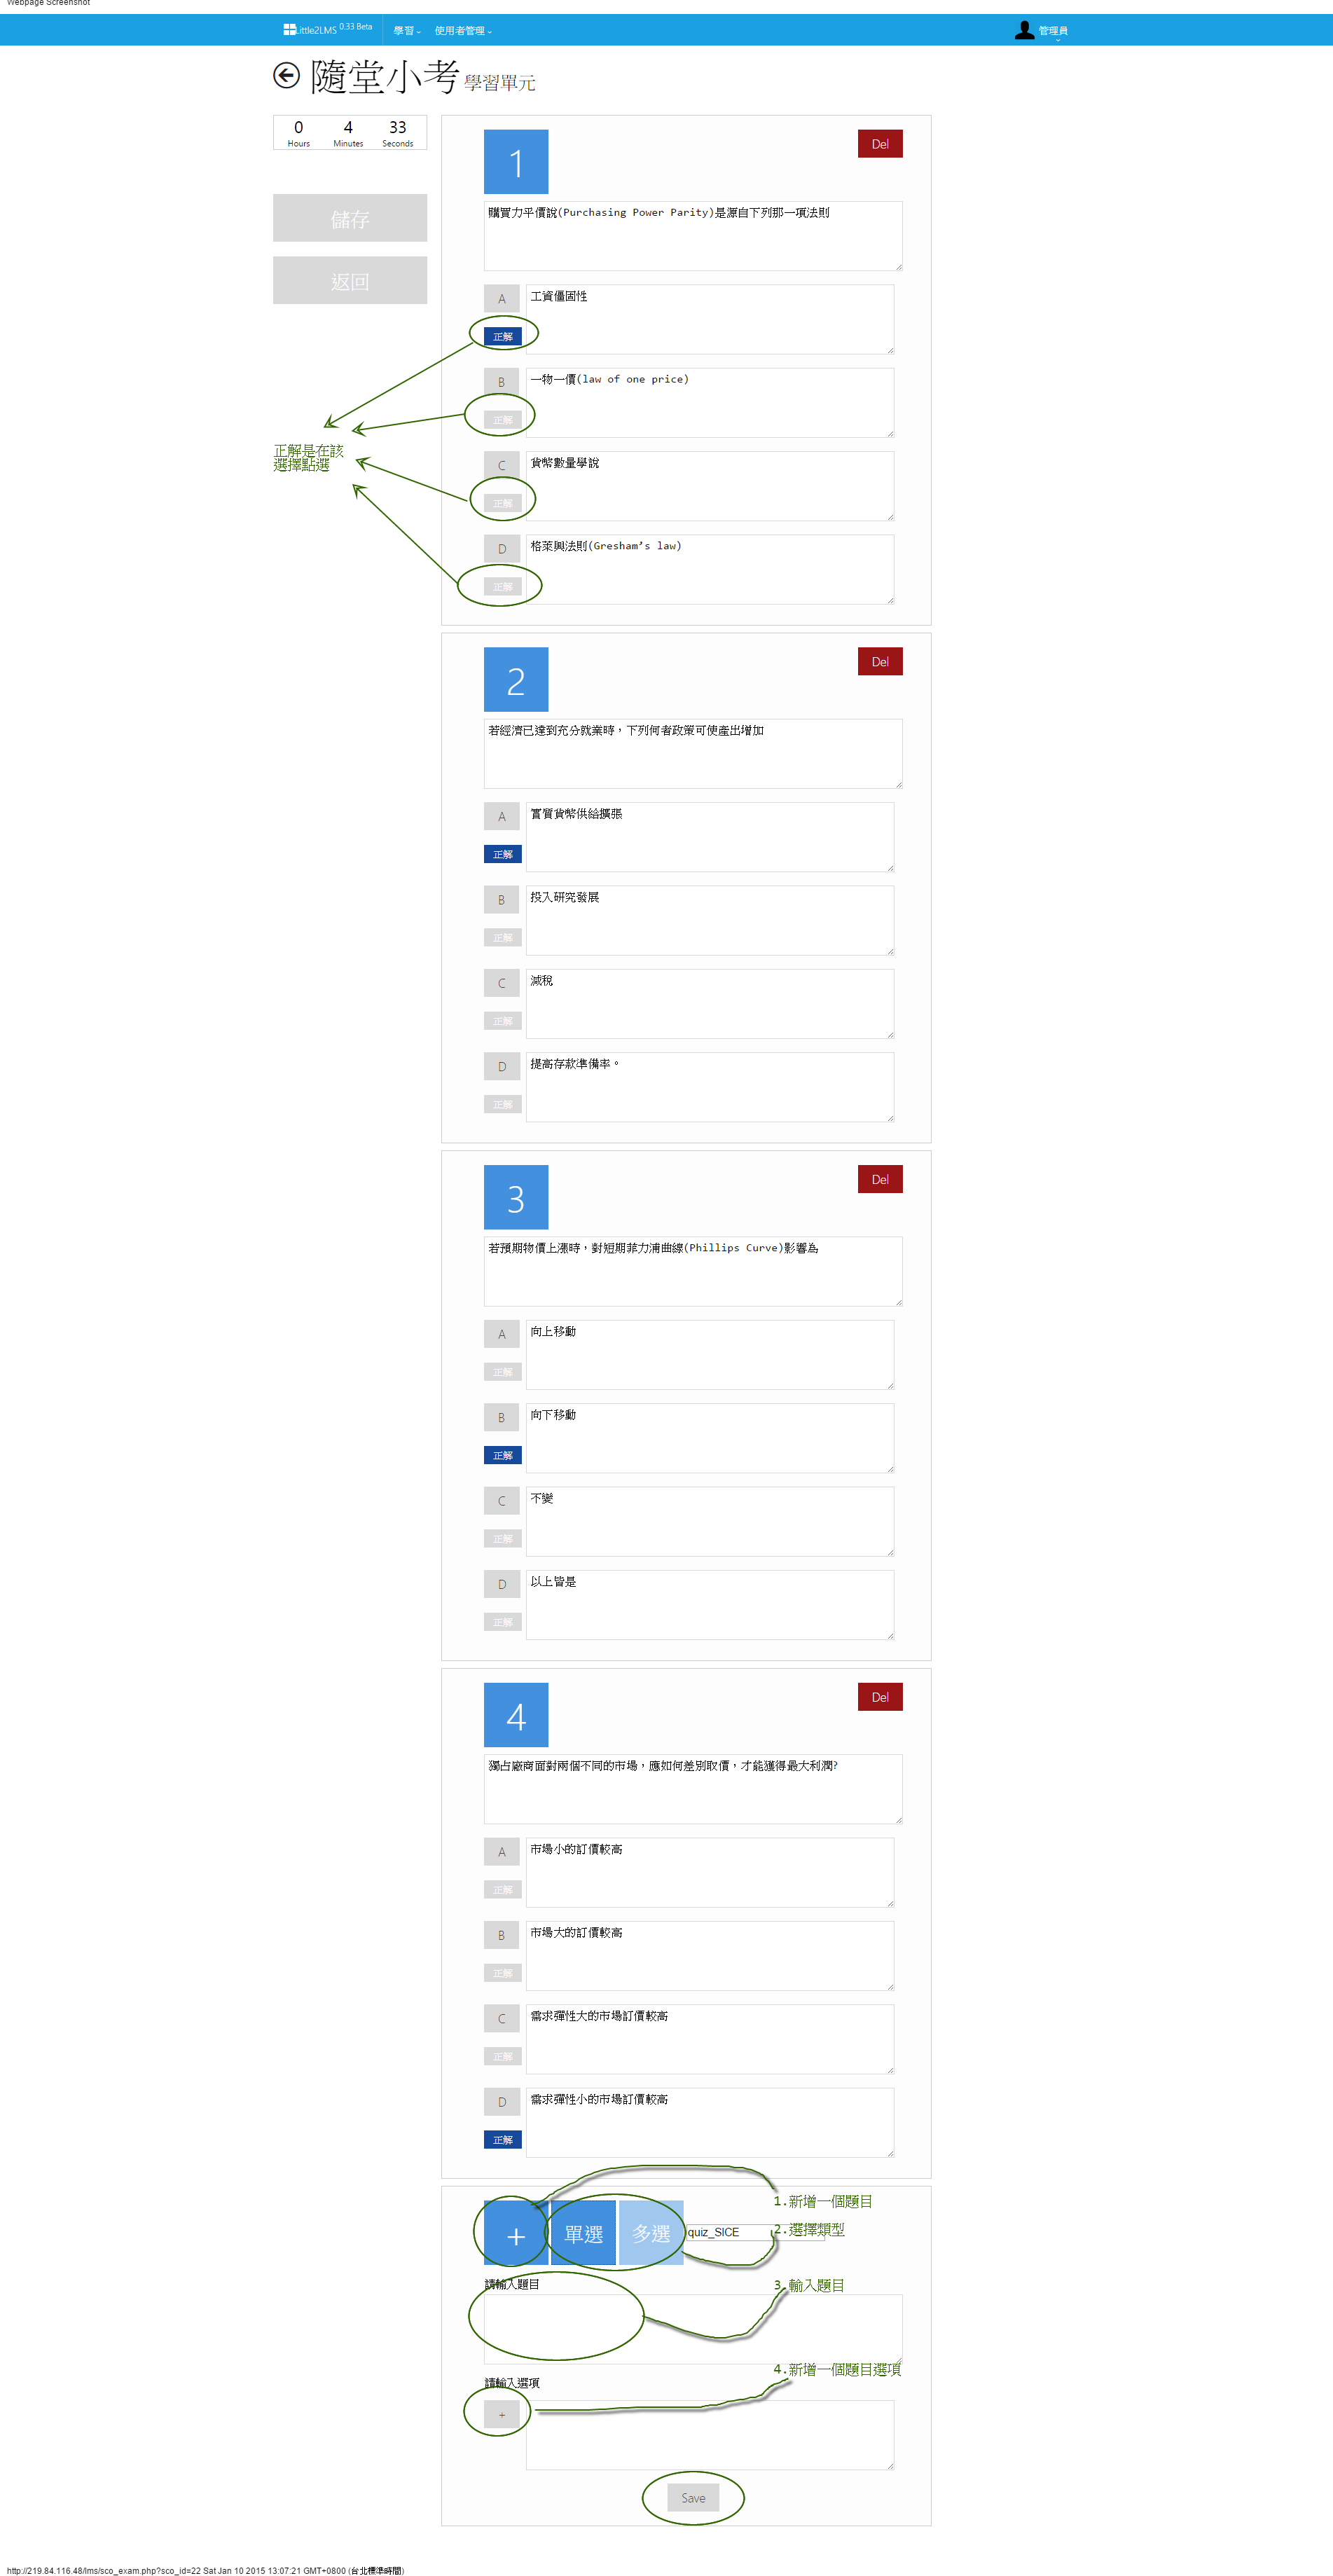 Webpage Screenshot
Little2LMS 0.33 Beta 學習 使用者管理 管理員
隨堂小考 學習單元
0 4 33
Hours Minutes Seconds
儲存
返回
正解是在該
選擇點選
1 Del
購買力平價說(Purchasing Power Parity)是源自下列那一項法則
A 工資僵固性
正解
B 一物一價(law of one price)
正解
C 貨幣數量學說
正解
D 格萊興法則(Gresham's law)
正解
2 Del
若經濟已達到充分就業時，下列何者政策可使產出增加
A 實質貨幣供給擴張
正解
B 投入研究發展
正解
C 減稅
正解
D 提高存款準備率。
正解
3 Del
若預期物價上漲時，對短期菲力浦曲線(Phillips Curve)影響為
A 向上移動
正解
B 向下移動
正解
C 不變
正解
D 以上皆是
正解
4 Del
獨占廠商面對兩個不同的市場，應如何差別取價，才能獲得最大利潤?
A 市場小的訂價較高
正解
B 市場大的訂價較高
正解
C 需求彈性大的市場訂價較高
正解
D 需求彈性小的市場訂價較高
正解
1.新增一個題目
+ 單選 多選 quiz_SICE 2.選擇類型
請輸入題目 3.輸入題目
4.新增一個題目選項
請輸入選項
+
Save
http://219.84.116.48/lms/sco_exam.php?sco_id=22 Sat Jan 10 2015 13:07:21 GMT+0800 (台北標準時間)